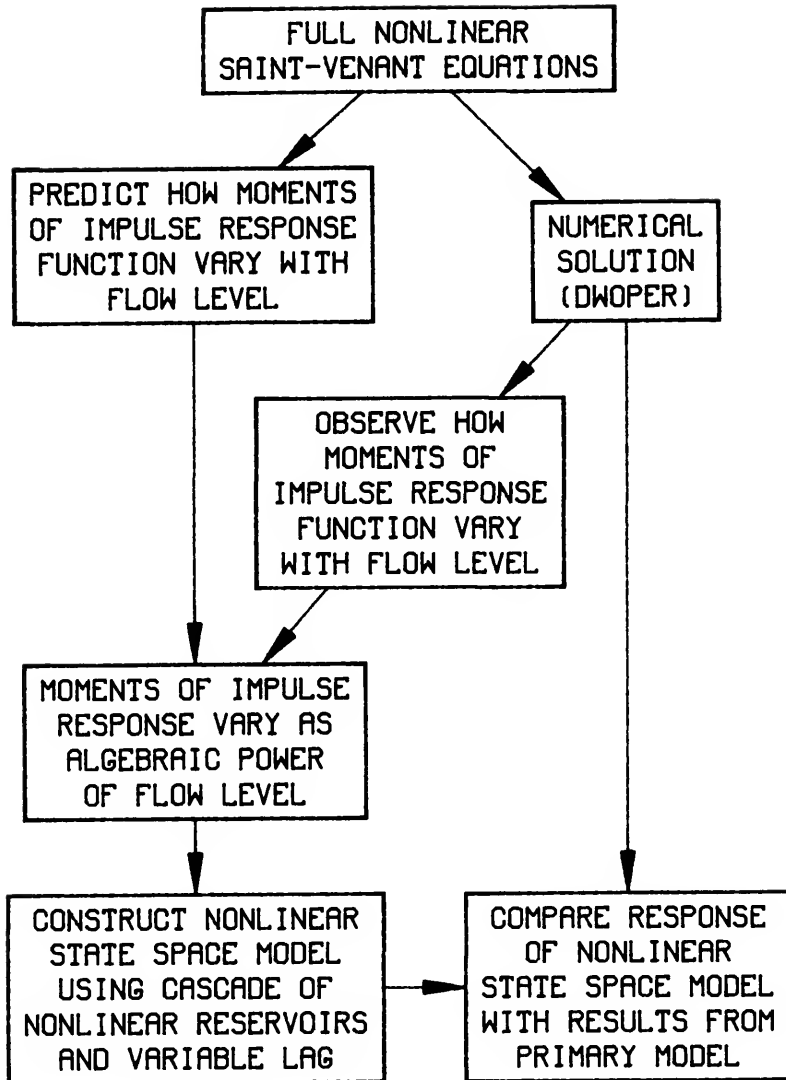 FULL NONLINEAR
SAINT-VENANT EQUATIONS
PREDICT HOW MOMENTS
OF IMPULSE RESPONSE
FUNCTION VARY WITH
FLOW LEVEL
NUMERICAL
SOLUTION
(DWOPER)
OBSERVE HOW
MOMENTS OF
IMPULSE RESPONSE
FUNCTION VARY
WITH FLOW LEVEL
MOMENTS OF IMPULSE
RESPONSE VARY AS
ALGEBRAIC POWER
OF FLOW LEVEL
CONSTRUCT NONLINEAR
STATE SPACE MODEL
USING CASCADE OF
NONLINEAR RESERVOIRS
AND VARIABLE LAG
COMPARE RESPONSE
OF NONLINEAR
STATE SPACE MODEL
WITH RESULTS FROM
PRIMARY MODEL